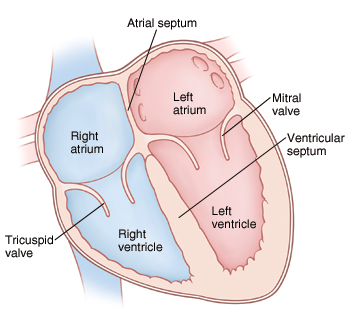 Atrial septum
Left
atrium
Mitral
valve
Right
atrium
Ventricular
septum
Left
ventricle
Tricuspid
valve
Right
ventricle